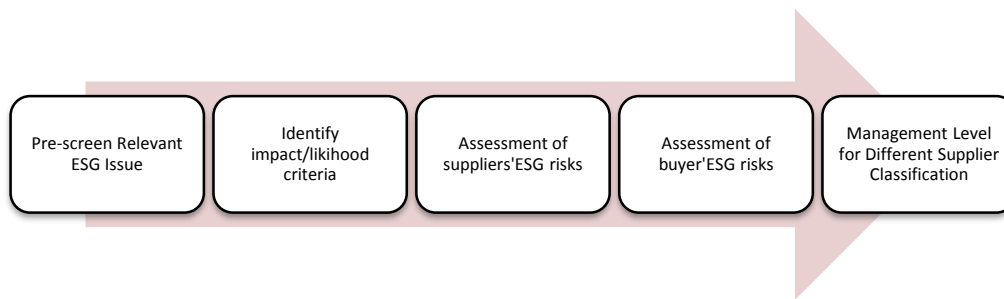 Pre-screen Relevant
ESG Issue
Identify
impact/likihood
criteria
Assessment of
suppliers'ESG risks
Assessment of
buyer'ESG risks
Management Level
for Different Supplier
Classification